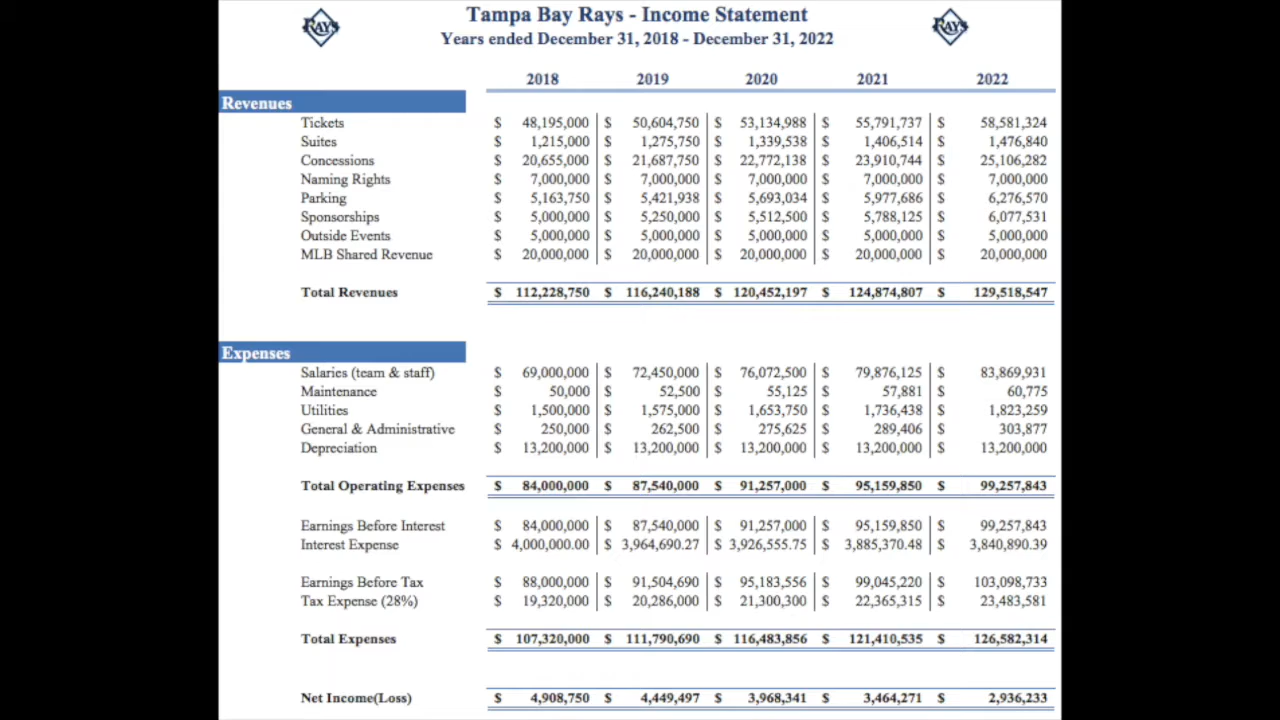 Tampa Bay Rays - Income Statement
Years ended December 31, 2018 - December 31, 2022
RAYS
RAYS
2018 2019 2020 2021 2022
Revenues
Tickets $ 48,195,000 $ 50,604,750 $ 53,134,988 $ 55,791,737 $ 58,581,324
Suites $ 1,215,000 $ 1,275,750 $ 1,339,538 $ 1,406,514 $ 1,476,840
Concessions $ 20,655,000 $ 21,687,750 $ 22,772,138 $ 23,910,744 $ 25,106,282
Naming Rights $ 7,000,000 $ 7,000,000 $ 7,000,000 $ 7,000,000 $ 7,000,000
Parking $ 5,163,750 $ 5,421,938 $ 5,693,034 $ 5,977,686 $ 6,276,570
Sponsorships $ 5,000,000 $ 5,250,000 $ 5,512,500 $ 5,788,125 $ 6,077,531
Outside Events $ 5,000,000 $ 5,000,000 $ 5,000,000 $ 5,000,000 $ 5,000,000
MLB Shared Revenue $ 20,000,000 $ 20,000,000 $ 20,000,000 $ 20,000,000 $ 20,000,000
Total Revenues $ 112,228,750 $ 116,240,188 $ 120,452,197 $ 124,874,807 $ 129,518,547
Expenses
Salaries (team & staff) $ 69,000,000 $ 72,450,000 $ 76,072,500 $ 79,876,125 $ 83,869,931
Maintenance $ 50,000 $ 52,500 $ 55,125 $ 57,881 $ 60,775
Utilities $ 1,500,000 $ 1,575,000 $ 1,653,750 $ 1,736,438 $ 1,823,259
General & Administrative $ 250,000 $ 262,500 $ 275,625 $ 289,406 $ 303,877
Depreciation $ 13,200,000 $ 13,200,000 $ 13,200,000 $ 13,200,000 $ 13,200,000
Total Operating Expenses $ 84,000,000 $ 87,540,000 $ 91,257,000 $ 95,159,850 $ 99,257,843
Earnings Before Interest $ 84,000,000 $ 87,540,000 $ 91,257,000 $ 95,159,850 $ 99,257,843
Interest Expense $ 4,000,000.00 $ 3,964,690.27 $ 3,926,555.75 $ 3,885,370.48 $ 3,840,890.39
Earnings Before Tax $ 88,000,000 $ 91,504,690 $ 95,183,556 $ 99,045,220 $ 103,098,733
Tax Expense (28%) $ 19,320,000 $ 20,286,000 $ 21,300,300 $ 22,365,315 $ 23,483,581
Total Expenses $ 107,320,000 $ 111,790,690 $ 116,483,856 $ 121,410,535 $ 126,582,314
Net Income(Loss) $ 4,908,750 $ 4,449,497 $ 3,968,341 $ 3,464,271 $ 2,936,233